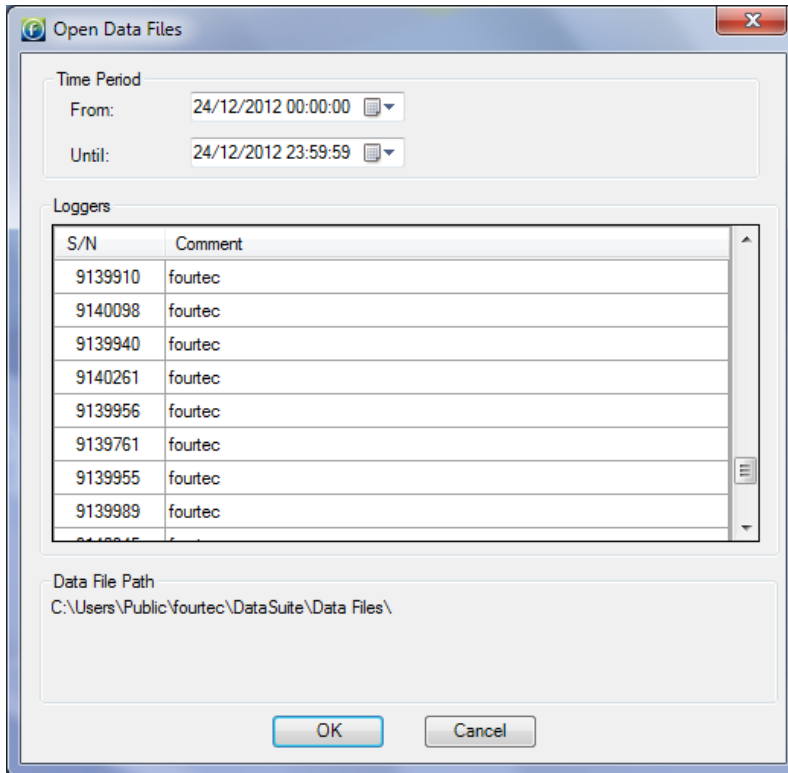 Open Data Files
Time Period
From: 24/12/2012 00:00:00
Until: 24/12/2012 23:59:59
Loggers
S/N Comment
9139910 fourtec
9140098 fourtec
9139940 fourtec
9140261 fourtec
9139956 fourtec
9139761 fourtec
9139955 fourtec
9139989 fourtec
Data File Path
C:\Users\Public\fourtec\DataSuite\Data Files\
OK Cancel